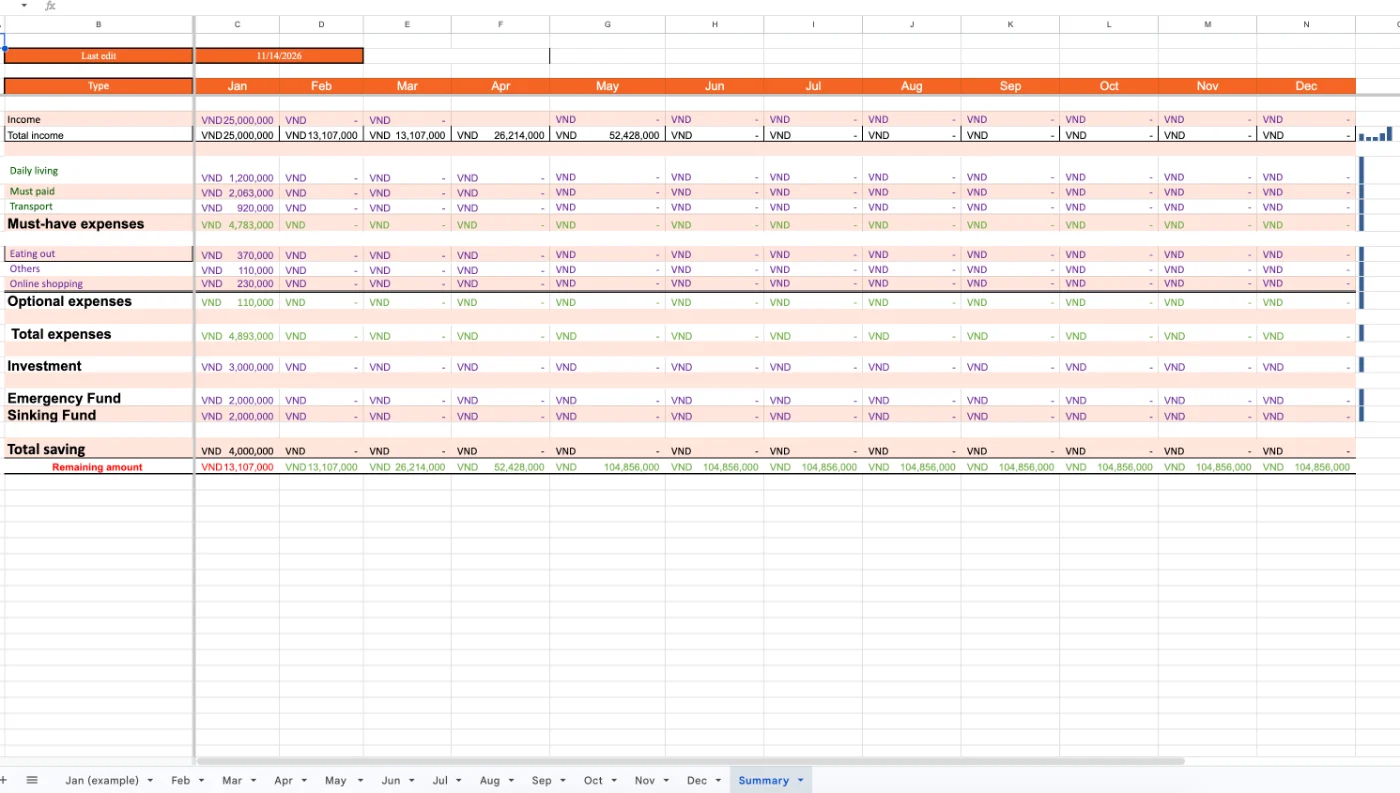 fx
B C D E F G H I J K L M N
Last edit 11/14/2026
Type Jan Feb Mar Apr May Jun Jul Aug Sep Oct Nov Dec
Income VND25,000,000 VND - VND - VND - VND - VND - VND - VND - VND - VND - VND -
Total income VND25,000,000 VND13,107,000 VND 13,107,000 VND 26,214,000 VND 52,428,000 VND - VND - VND - VND - VND - VND - VND -
Daily living VND 1,200,000 VND - VND - VND - VND - VND - VND - VND - VND - VND - VND - VND -
Must paid VND 2,063,000 VND - VND - VND - VND - VND - VND - VND - VND - VND - VND - VND -
Transport VND 920,000 VND - VND - VND - VND - VND - VND - VND - VND - VND - VND - VND -
Must-have expenses VND 4,783,000 VND - VND - VND - VND - VND - VND - VND - VND - VND - VND - VND -
Eating out VND 370,000 VND - VND - VND - VND - VND - VND - VND - VND - VND - VND - VND -
Others VND 110,000 VND - VND - VND - VND - VND - VND - VND - VND - VND - VND - VND -
Online shopping VND 230,000 VND - VND - VND - VND - VND - VND - VND - VND - VND - VND - VND -
Optional expenses VND 110,000 VND - VND - VND - VND - VND - VND - VND - VND - VND - VND - VND -
Total expenses VND 4,893,000 VND - VND - VND - VND - VND - VND - VND - VND - VND - VND - VND -
Investment VND 3,000,000 VND - VND - VND - VND - VND - VND - VND - VND - VND - VND - VND -
Emergency Fund VND 2,000,000 VND - VND - VND - VND - VND - VND - VND - VND - VND - VND - VND -
Sinking Fund VND 2,000,000 VND - VND - VND - VND - VND - VND - VND - VND - VND - VND - VND -
Total saving VND 4,000,000 VND - VND - VND - VND - VND - VND - VND - VND - VND - VND - VND -
Remaining amount VND13,107,000 VND13,107,000 VND 26,214,000 VND 52,428,000 VND 104,856,000 VND 104,856,000 VND 104,856,000 VND 104,856,000 VND 104,856,000 VND 104,856,000 VND 104,856,000 VND 104,856,000
+ Jan (example) Feb Mar Apr May Jun Jul Aug Sep Oct Nov Dec Summary